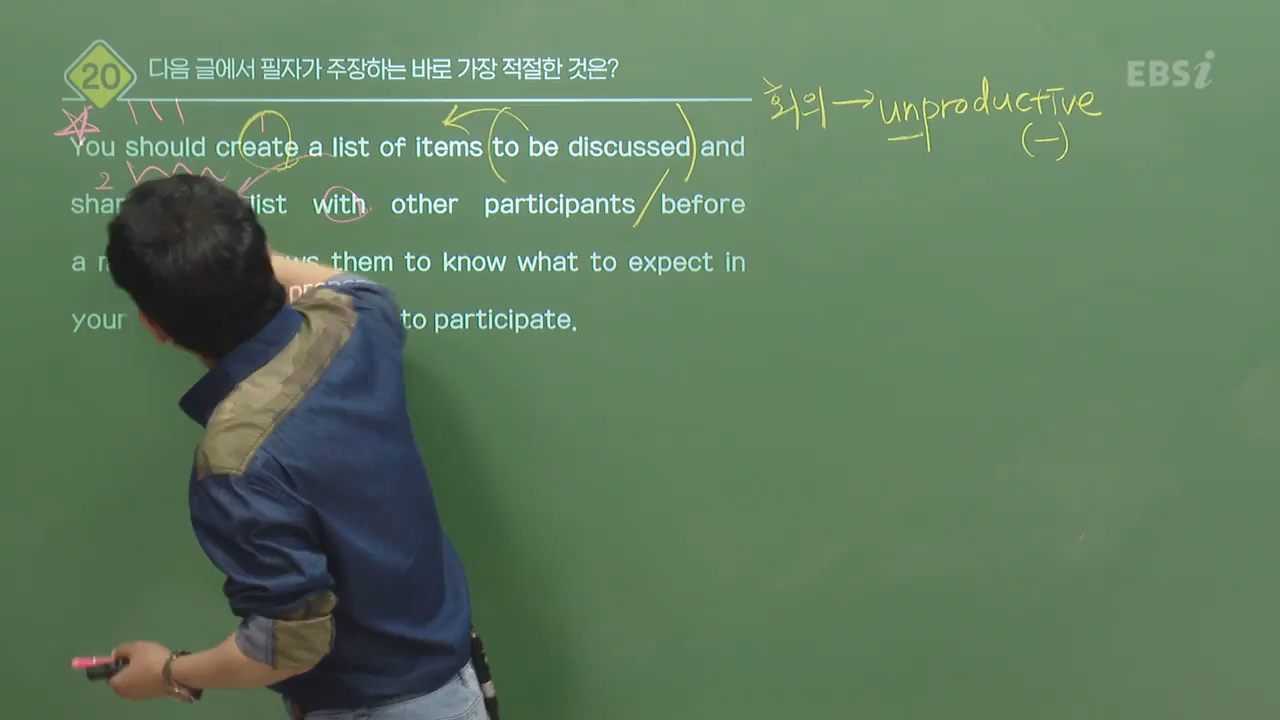 20 다음 글에서 필자가 주장하는 바로 가장 적절한 것은?
EBSi
회의 → unproductive
(-)
You should create a list of items (to be discussed) and
1
2
list with other participants / before
a them to know what to expect in
your to participate.